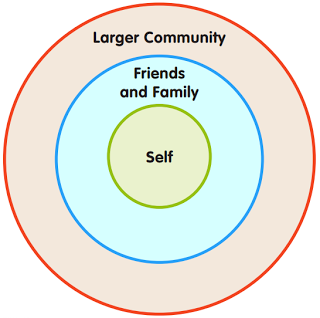 Larger Community
Friends
and Family
Self